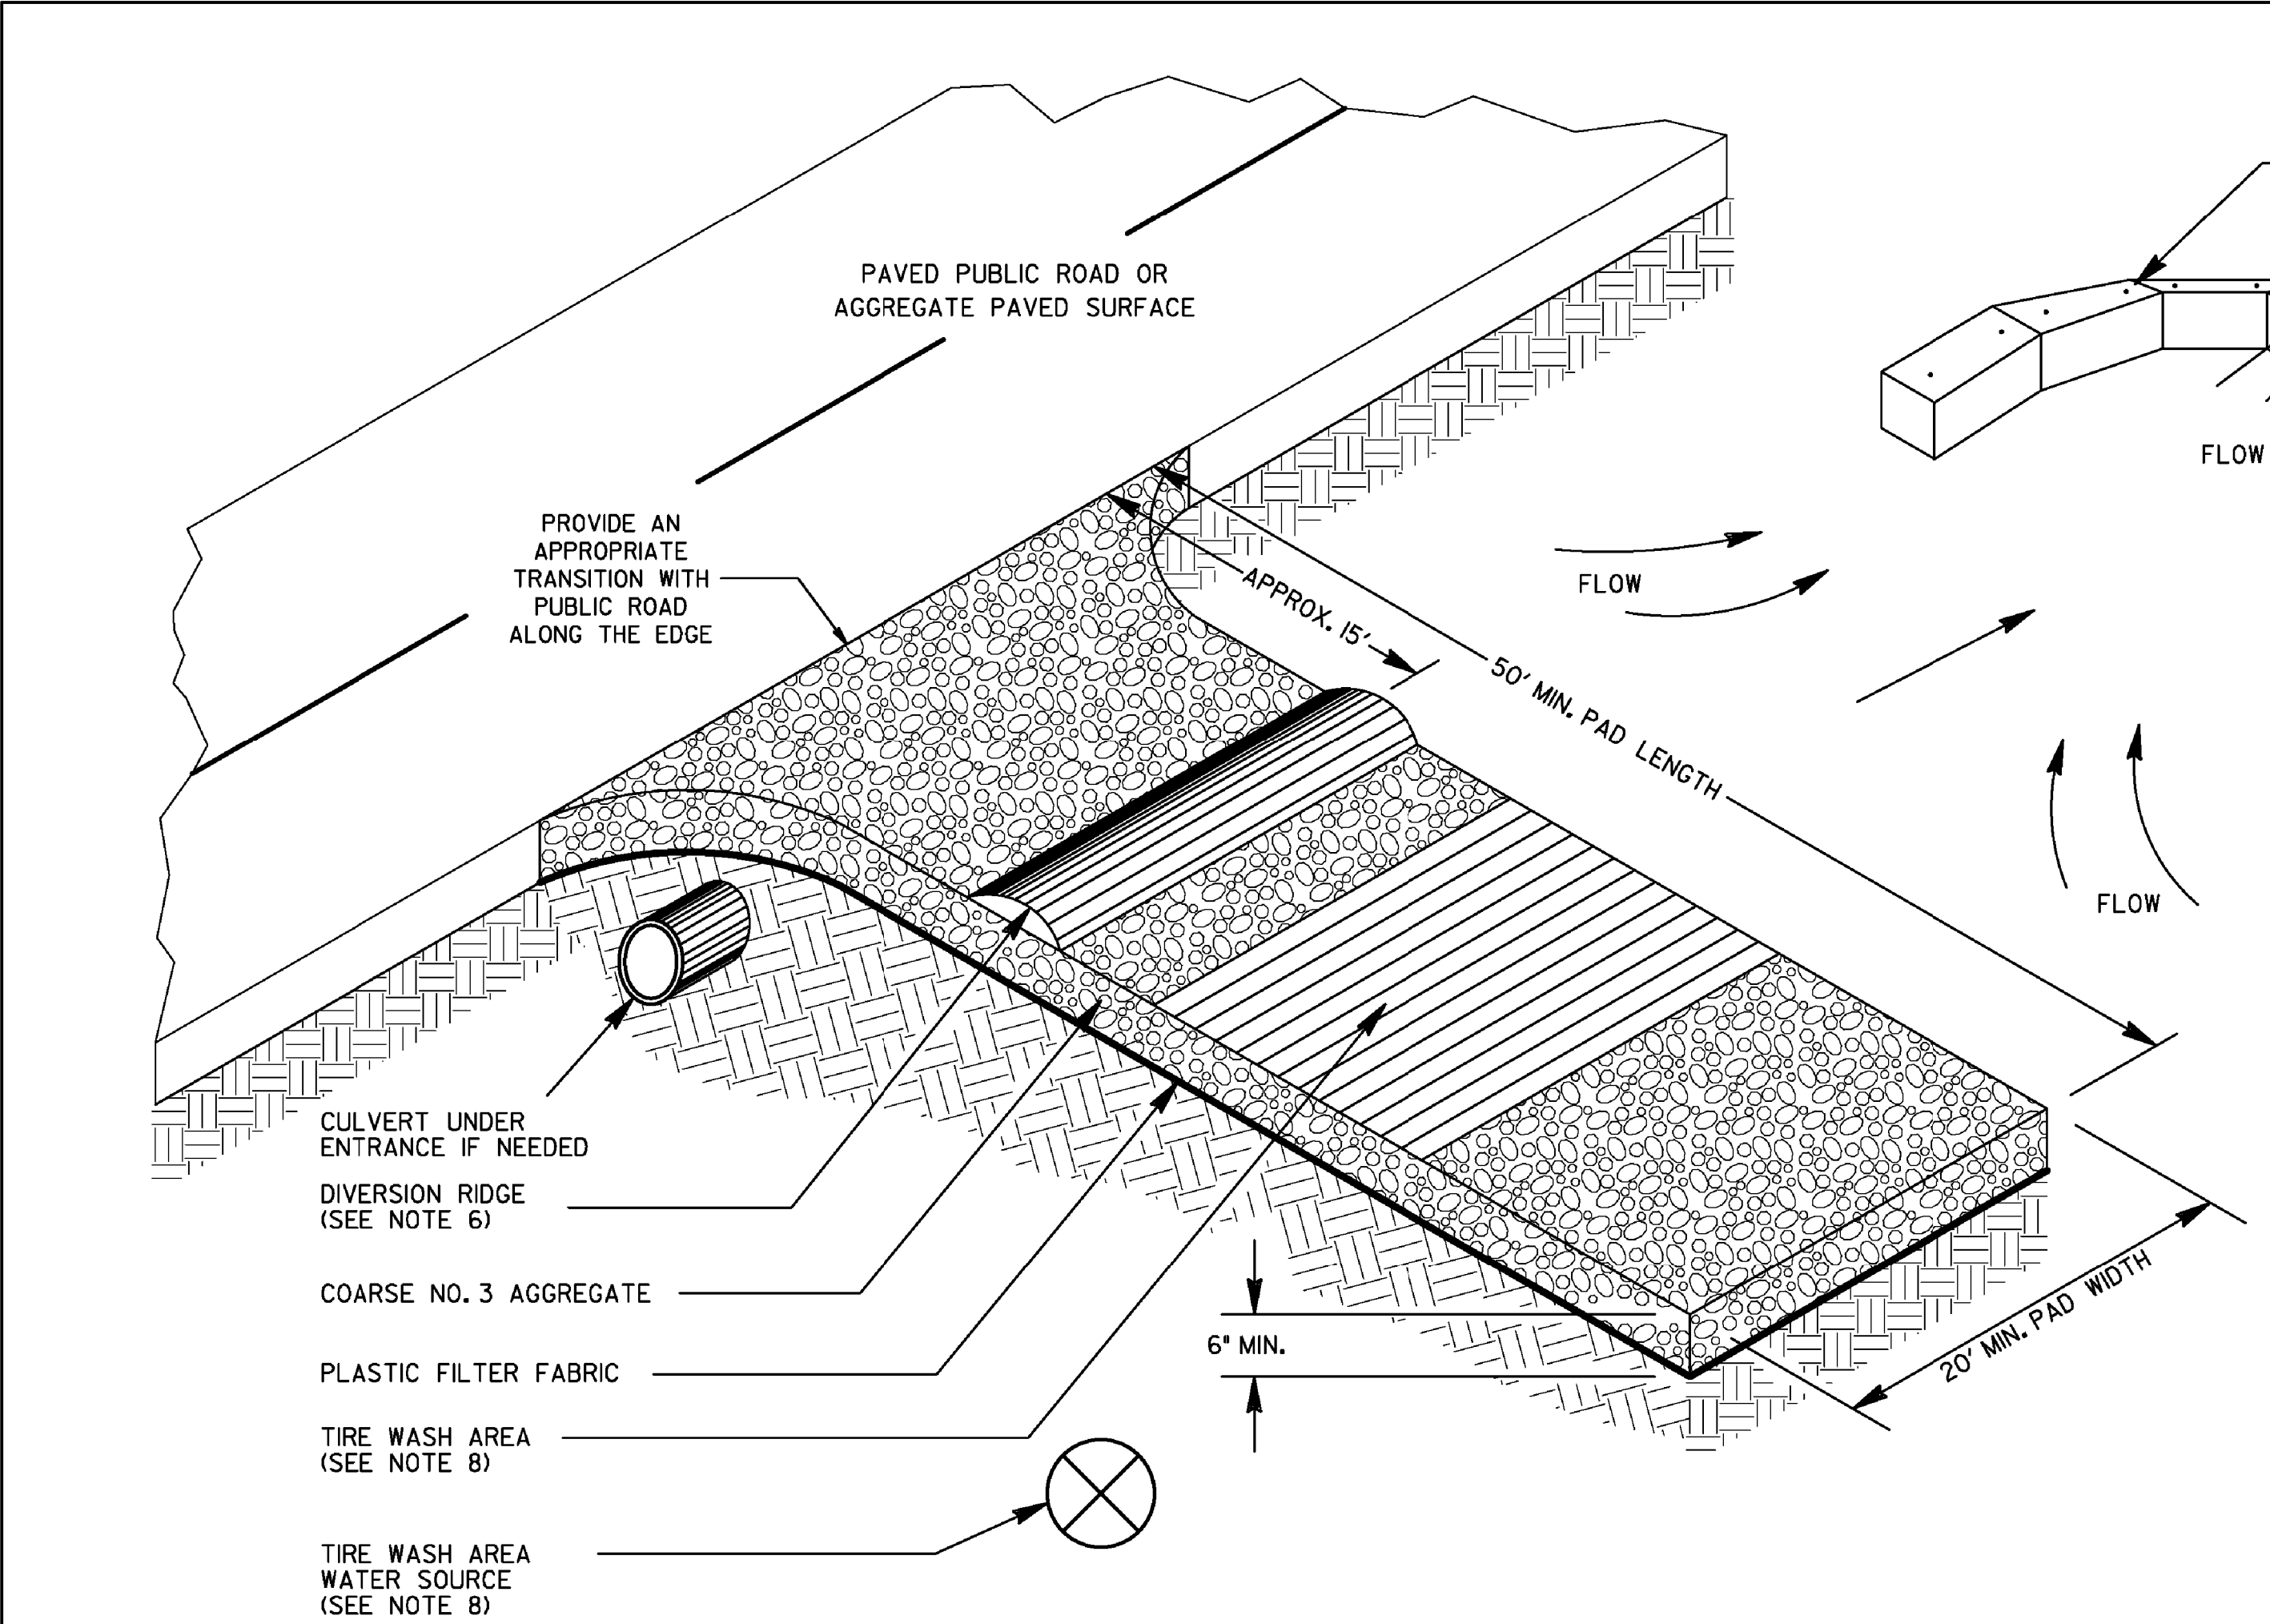 PAVED PUBLIC ROAD OR
AGGREGATE PAVED SURFACE
FLOW
PROVIDE AN
APPROPRIATE
TRANSITION WITH
PUBLIC ROAD
ALONG THE EDGE
APPROX. 15'
FLOW
50' MIN. PAD LENGTH
FLOW
CULVERT UNDER
ENTRANCE IF NEEDED
DIVERSION RIDGE
(SEE NOTE 6)
COARSE NO. 3 AGGREGATE
6" MIN.
20' MIN. PAD WIDTH
PLASTIC FILTER FABRIC
TIRE WASH AREA
(SEE NOTE 8)
TIRE WASH AREA
WATER SOURCE
(SEE NOTE 8)